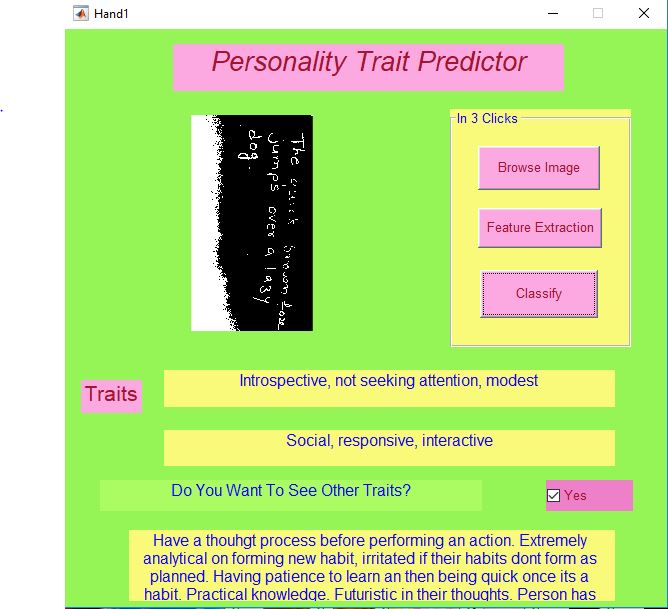 Hand1
Personality Trait Predictor
The quick brown foxe
jumps over a lazy
dog.
In 3 Clicks
Browse Image
Feature Extraction
Classify
Traits
Introspective, not seeking attention, modest
Social, responsive, interactive
Do You Want To See Other Traits?
Yes
Have a thouhgt process before performing an action. Extremely
analytical on forming new habit, irritated if their habits dont form as
planned. Having patience to learn an then being quick once its a
habit. Practical knowledge. Futuristic in their thoughts. Person has